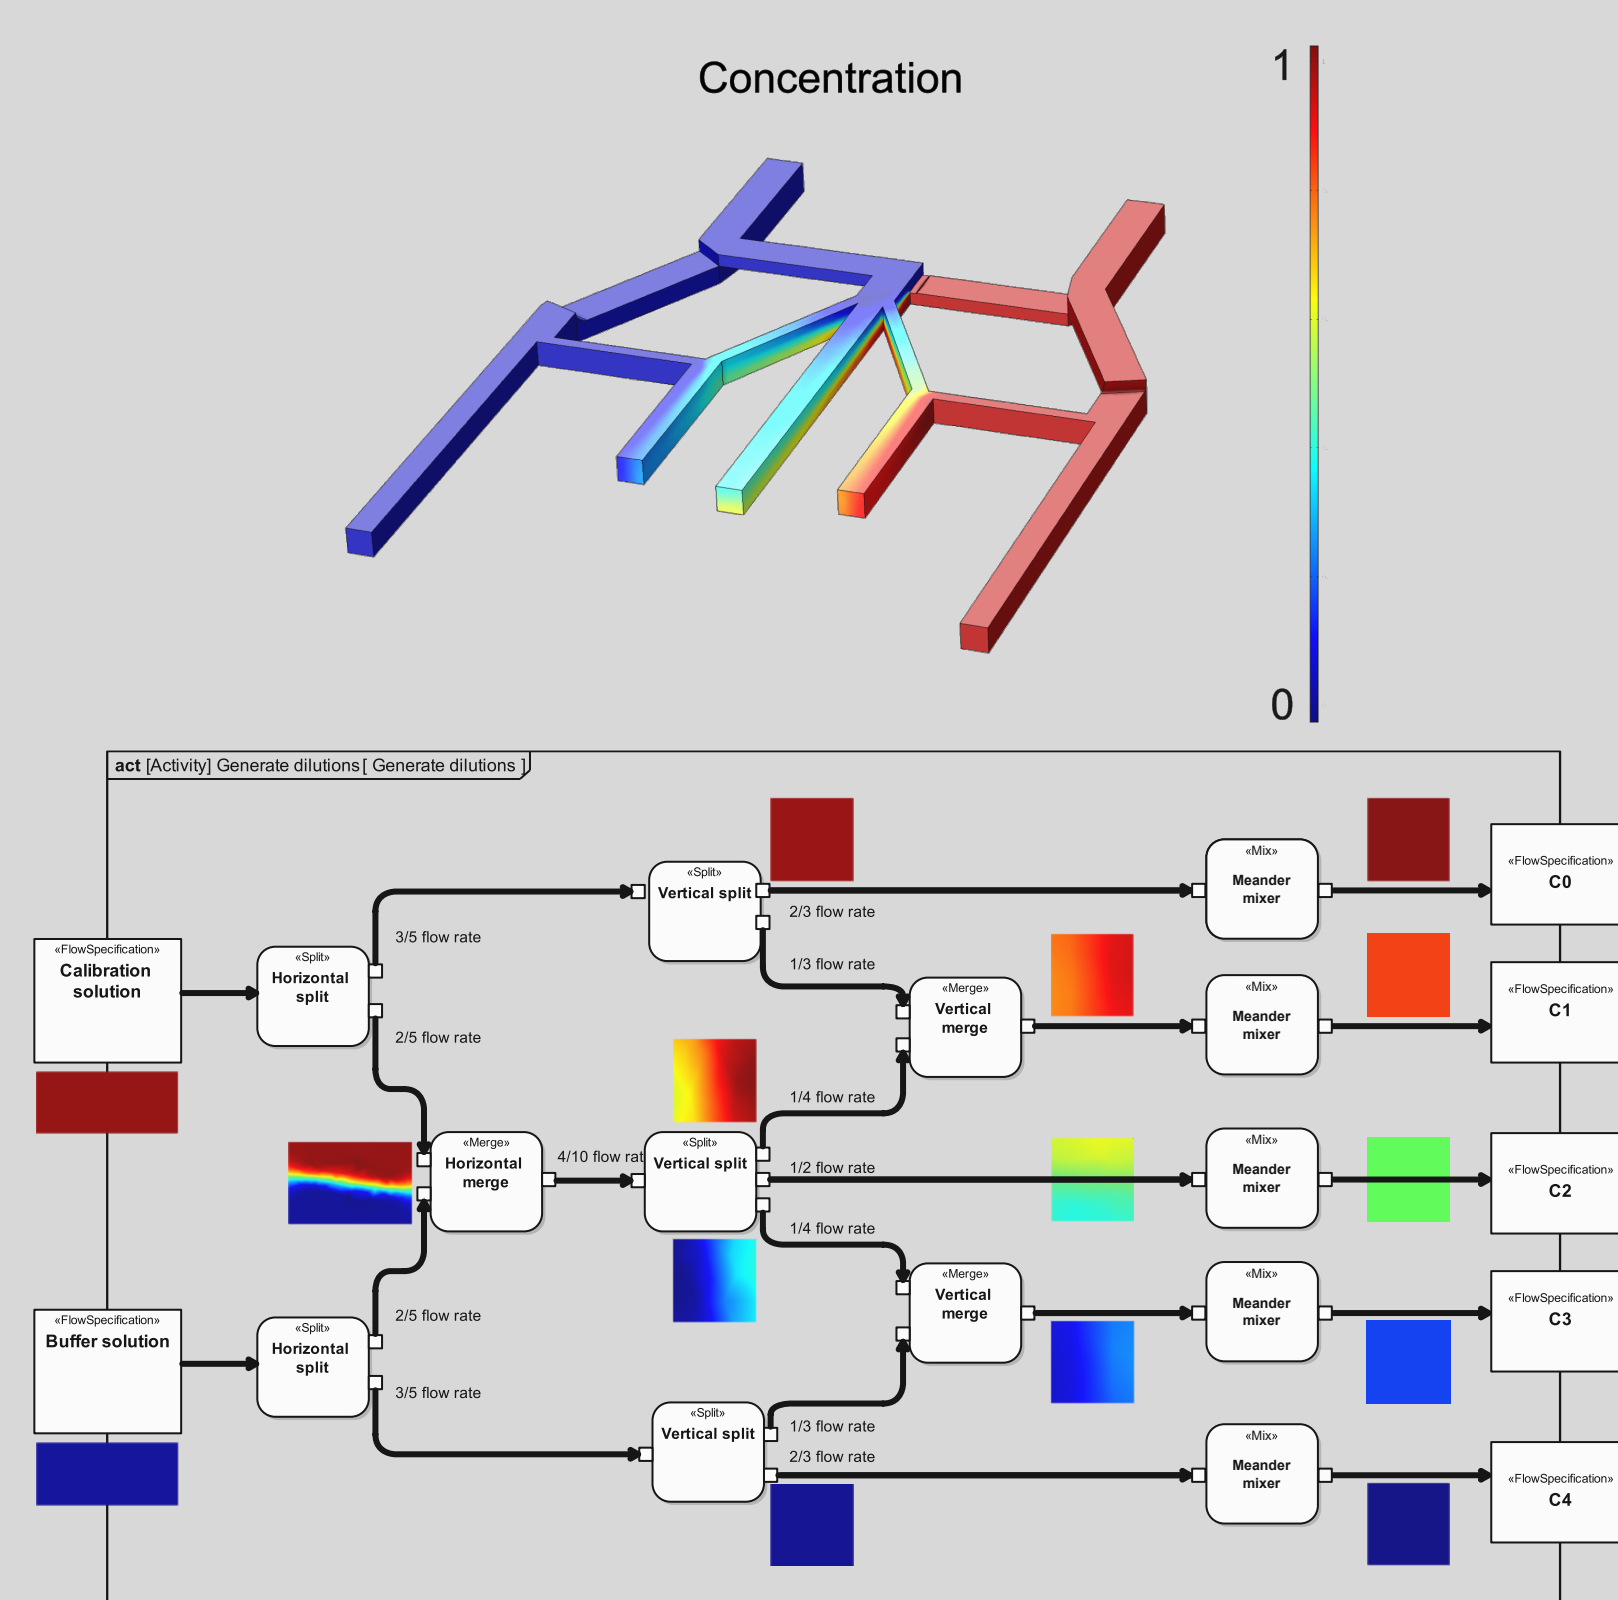 Concentration
1
0
act [Activity] Generate dilutions [ Generate dilutions ]
«Split»
Vertical split
2/3 flow rate
«Mix»
Meander
mixer
«FlowSpecification»
C0
«FlowSpecification»
Calibration
solution
«Split»
Horizontal
split
3/5 flow rate
2/5 flow rate
1/3 flow rate
«Merge»
Vertical
merge
«Mix»
Meander
mixer
«FlowSpecification»
C1
1/4 flow rate
«Merge»
Horizontal
merge
4/10 flow rat
«Split»
Vertical split
1/2 flow rate
1/4 flow rate
«Mix»
Meander
mixer
«FlowSpecification»
C2
«FlowSpecification»
Buffer solution
«Split»
Horizontal
split
2/5 flow rate
3/5 flow rate
«Merge»
Vertical
merge
«Mix»
Meander
mixer
«FlowSpecification»
C3
«Split»
Vertical split
1/3 flow rate
2/3 flow rate
«Mix»
Meander
mixer
«FlowSpecification»
C4